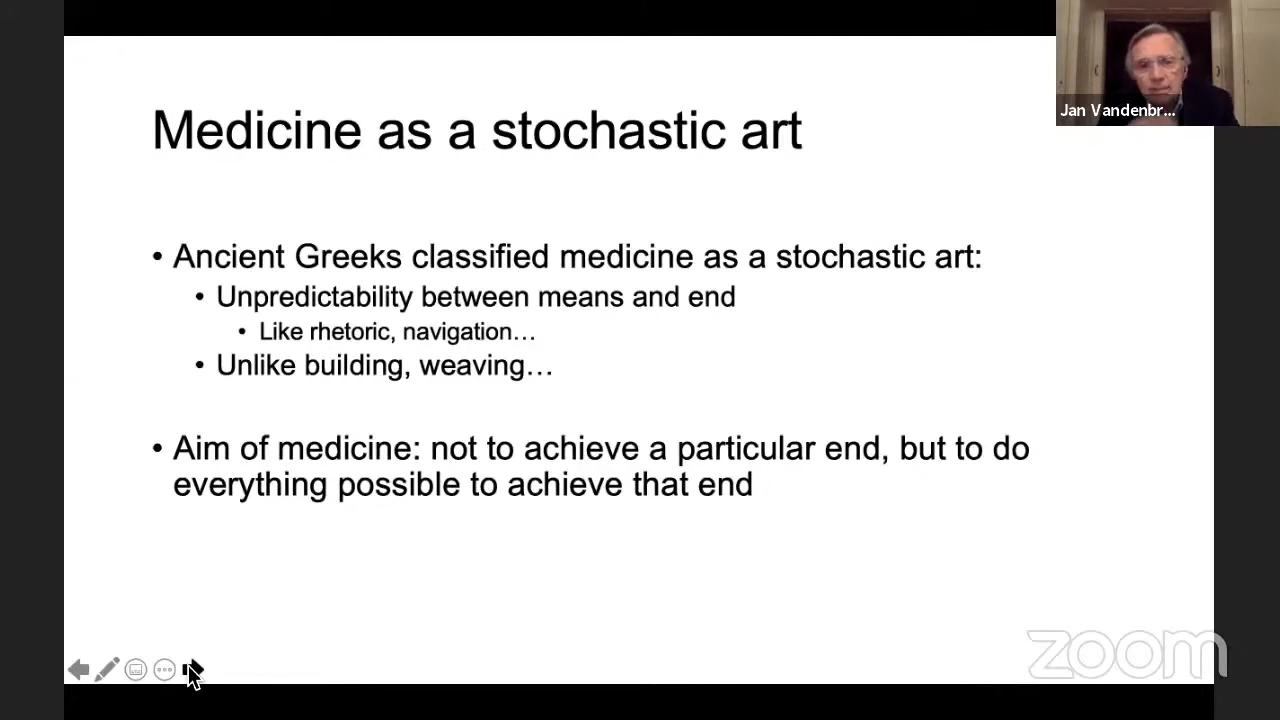 Jan Vandenbr...
Medicine as a stochastic art
• Ancient Greeks classified medicine as a stochastic art:
• Unpredictability between means and end
• Like rhetoric, navigation…
• Unlike building, weaving…
• Aim of medicine: not to achieve a particular end, but to do
everything possible to achieve that end
zoom